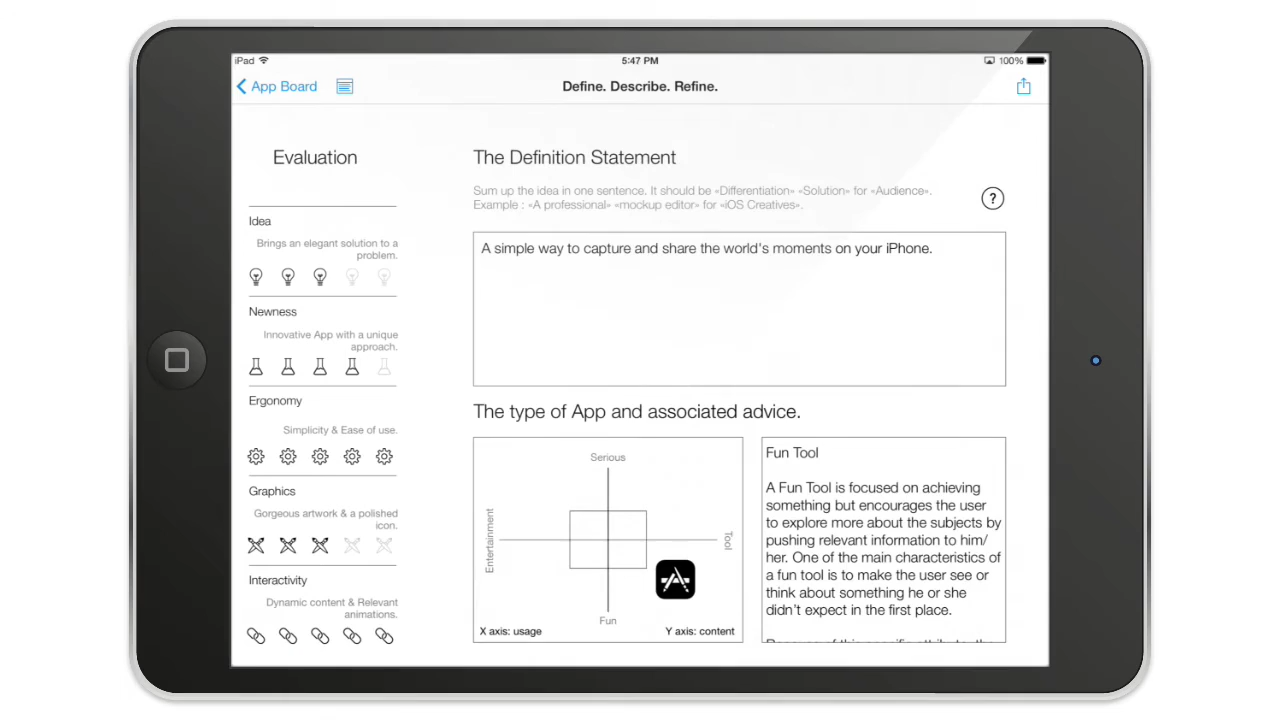 iPad
5:47 PM
100%
App Board
Define. Describe. Refine.
Evaluation
Idea
Brings an elegant solution to a
problem.
Newness
Innovative App with a unique
approach.
Ergonomy
Simplicity & Ease of use.
Graphics
Gorgeous artwork & a polished
icon.
Interactivity
Dynamic content & Relevant
animations.
The Definition Statement
Sum up the idea in one sentence. It should be «Differentiation» «Solution» for «Audience».
Example : «A professional» «mockup editor» for «iOS Creatives».
?
A simple way to capture and share the world's moments on your iPhone.
The type of App and associated advice.
Serious
Entertainment
Tool
Fun
X axis: usage
Y axis: content
Fun Tool
A Fun Tool is focused on achieving
something but encourages the user
to explore more about the subjects by
pushing relevant information to him/
her. One of the main characteristics of
a fun tool is to make the user see or
think about something he or she
didn't expect in the first place.